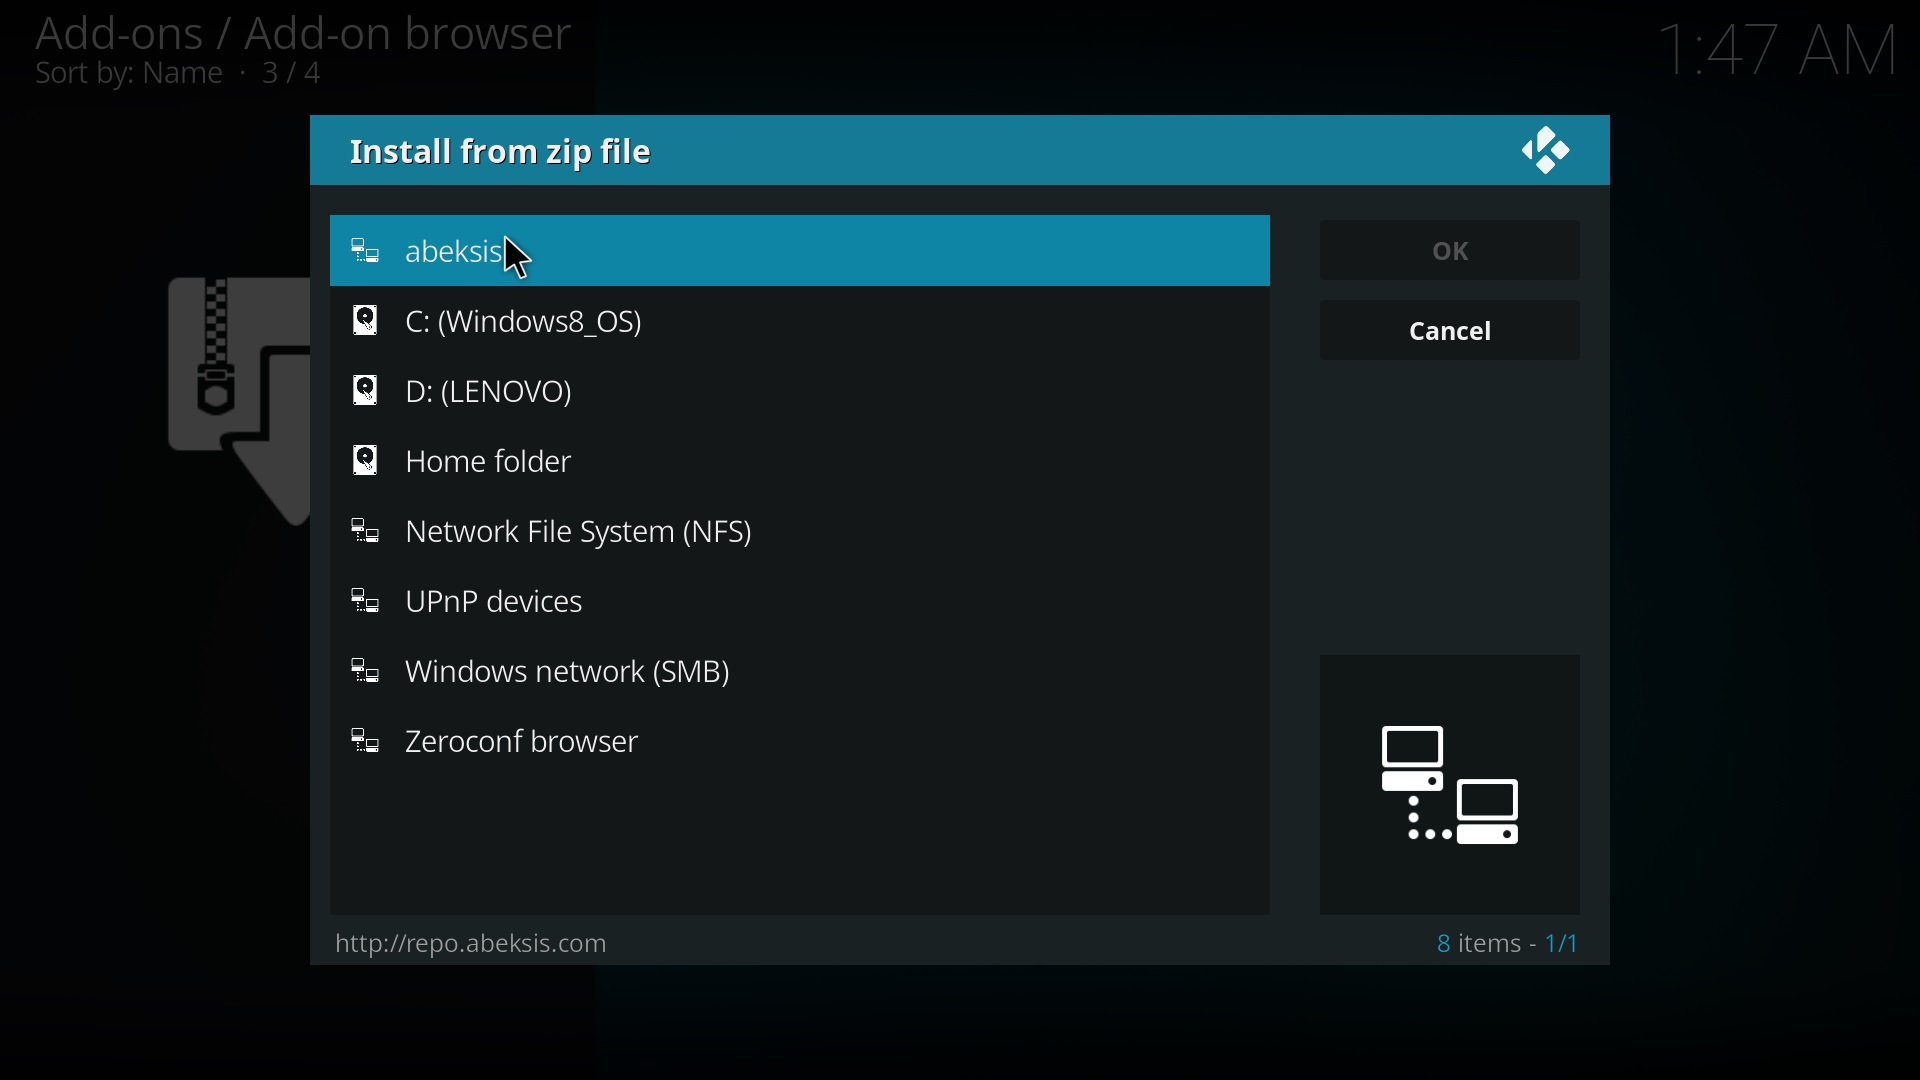 Add-ons / Add-on browser
Sort by: Name · 3 / 4
1:47 AM
Install from zip file
abeksis
C: (Windows8_OS)
D: (LENOVO)
Home folder
Network File System (NFS)
UPnP devices
Windows network (SMB)
Zeroconf browser
OK
Cancel
http://repo.abeksis.com
8 items - 1/1